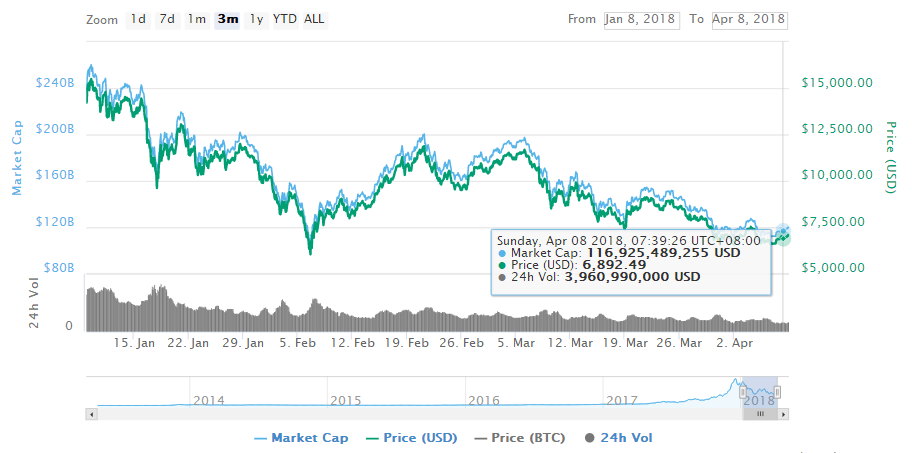 Zoom 1d 7d 1m 3m 1y YTD ALL From Jan 8, 2018 To Apr 8, 2018
$240B $15,000.00
$200B $12,500.00
$160B $10,000.00
$120B $7,500.00
$80B $5,000.00
Market Cap
Price (USD)
24h Vol
0
Sunday, Apr 08 2018, 07:39:26 UTC+08:00
Market Cap: 116,925,489,255 USD
Price (USD): 6,892.49
24h Vol: 3,960,990,000 USD
15. Jan 22. Jan 29. Jan 5. Feb 12. Feb 19. Feb 26. Feb 5. Mar 12. Mar 19. Mar 26. Mar 2. Apr
2014 2015 2016 2017 2018
Market Cap Price (USD) Price (BTC) 24h Vol